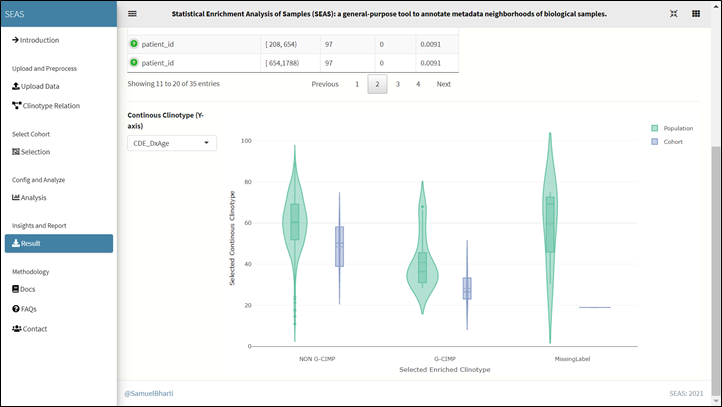 SEAS
Statistical Enrichment Analysis of Samples (SEAS): a general-purpose tool to annotate metadata neighborhoods of biological samples.
Introduction
Upload and Preprocess
Upload Data
Clinotype Relation
Select Cohort
Selection
Config and Analyze
Analysis
Insights and Report
Result
Methodology
Docs
FAQs
Contact
patient_id [ 208, 654) 97 0 0.0091
patient_id [ 654,1788) 97 0 0.0091
Showing 11 to 20 of 35 entries Previous 1 2 3 4 Next
Continous Clinotype (Y-
axis)
CDE_DxAge
Population
Cohort
Selected Continous Clinotype
100
80
60
40
20
0
NON G-CIMP G-CIMP MissingLabel
Selected Enriched Clinotype
@SamuelBharti SEAS: 2021